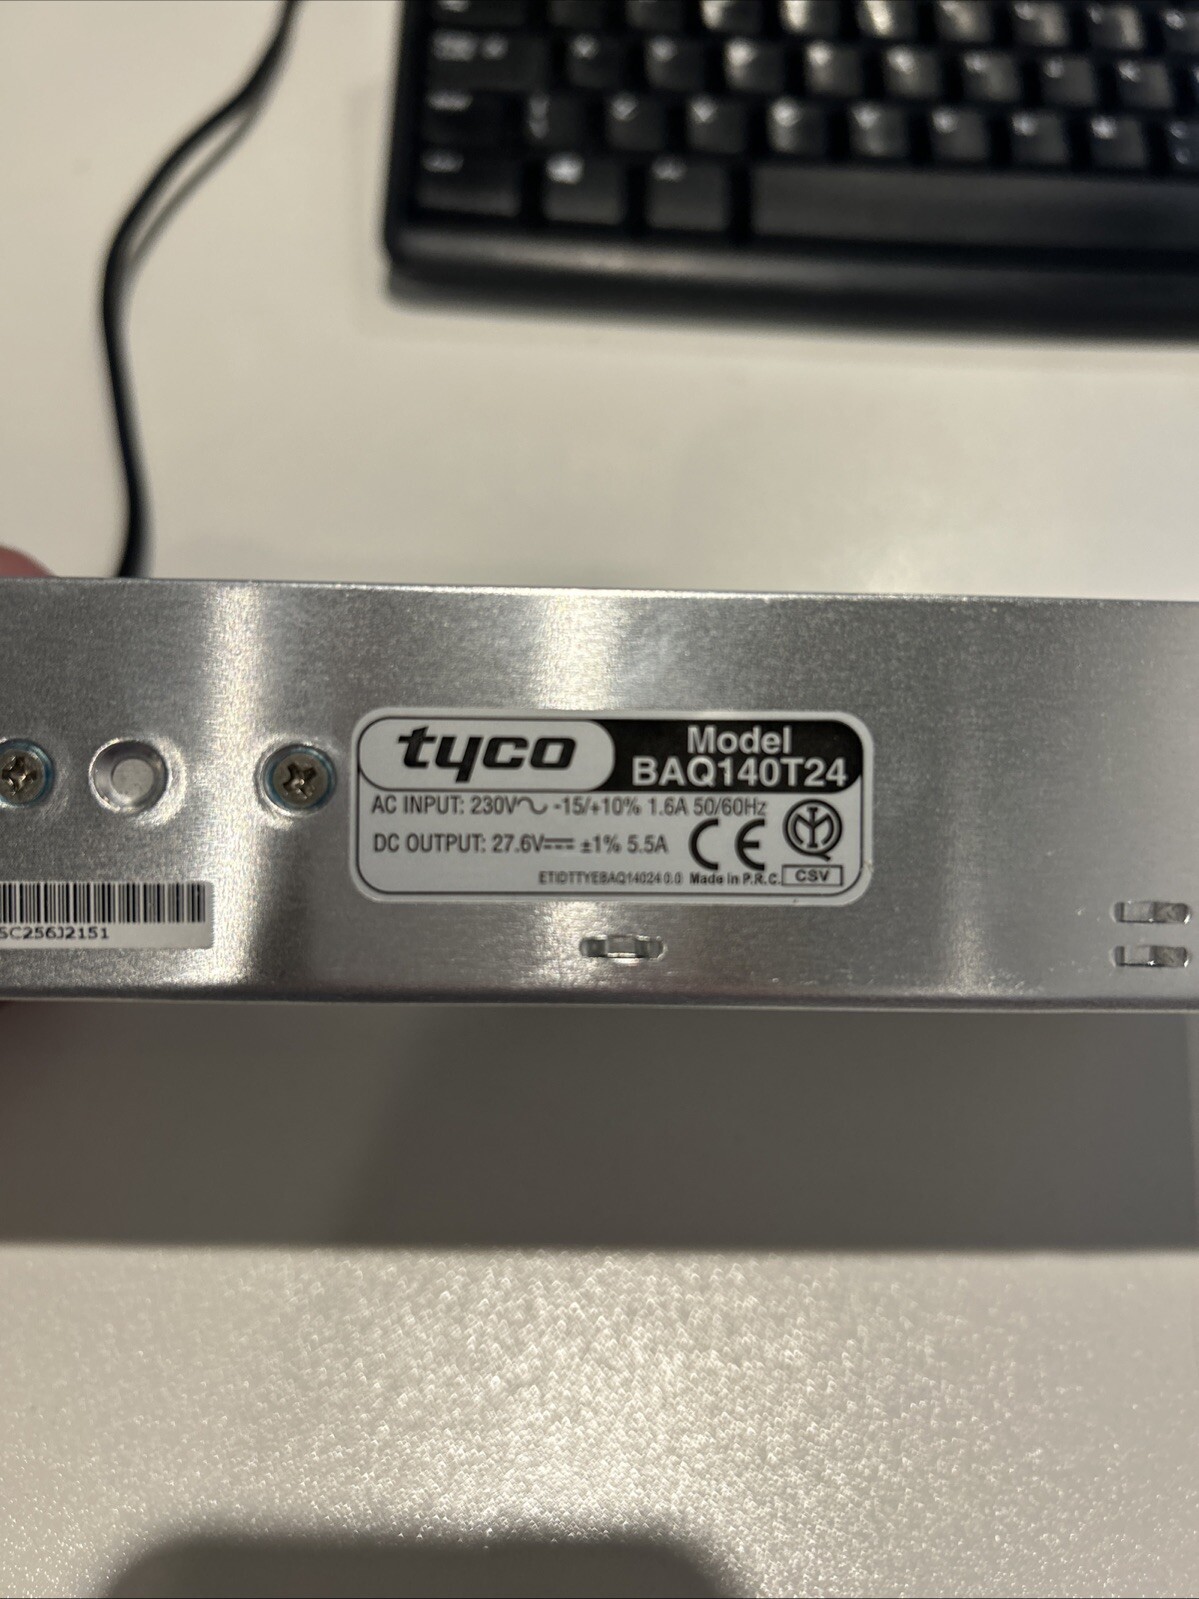 tyco
Model
BAQ140T24
AC INPUT: 230V∿ -15/+10% 1.6A 50/60Hz
DC OUTPUT: 27.6V⎓ ±1% 5.5A
CE
ETIDTTYEBAQ14024 0.0 Made in P.R.C.
CSV
5C256J2151